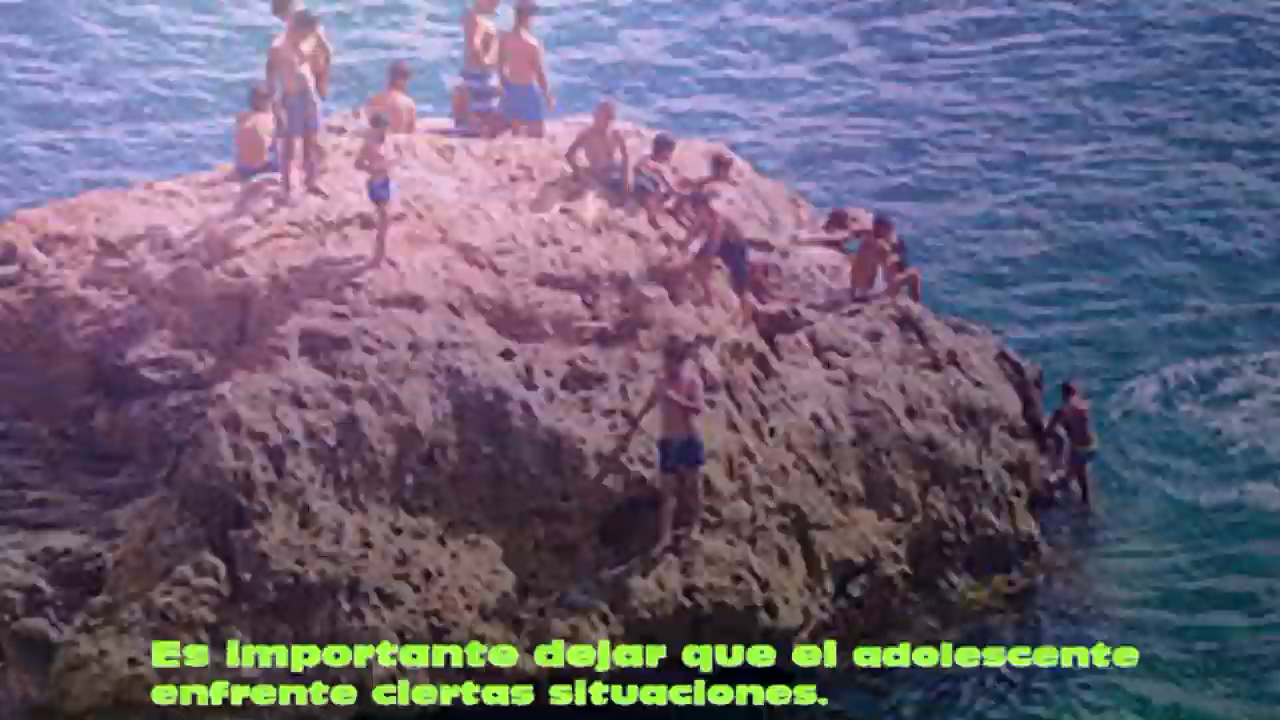 Es importante dejar que el adolescente
enfrente ciertas situaciones.